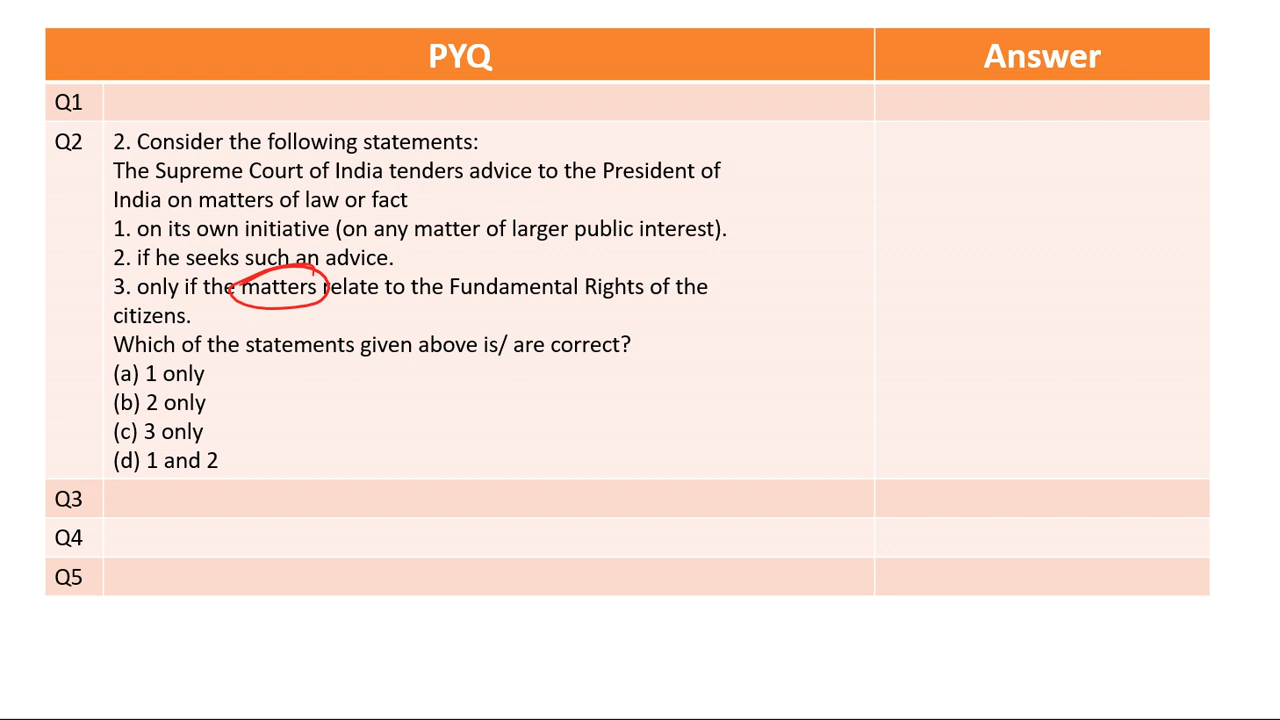 PYQ Answer
Q1
Q2 2. Consider the following statements:
The Supreme Court of India tenders advice to the President of
India on matters of law or fact
1. on its own initiative (on any matter of larger public interest).
2. if he seeks such an advice.
3. only if the matters relate to the Fundamental Rights of the
citizens.
Which of the statements given above is/ are correct?
(a) 1 only
(b) 2 only
(c) 3 only
(d) 1 and 2
Q3
Q4
Q5